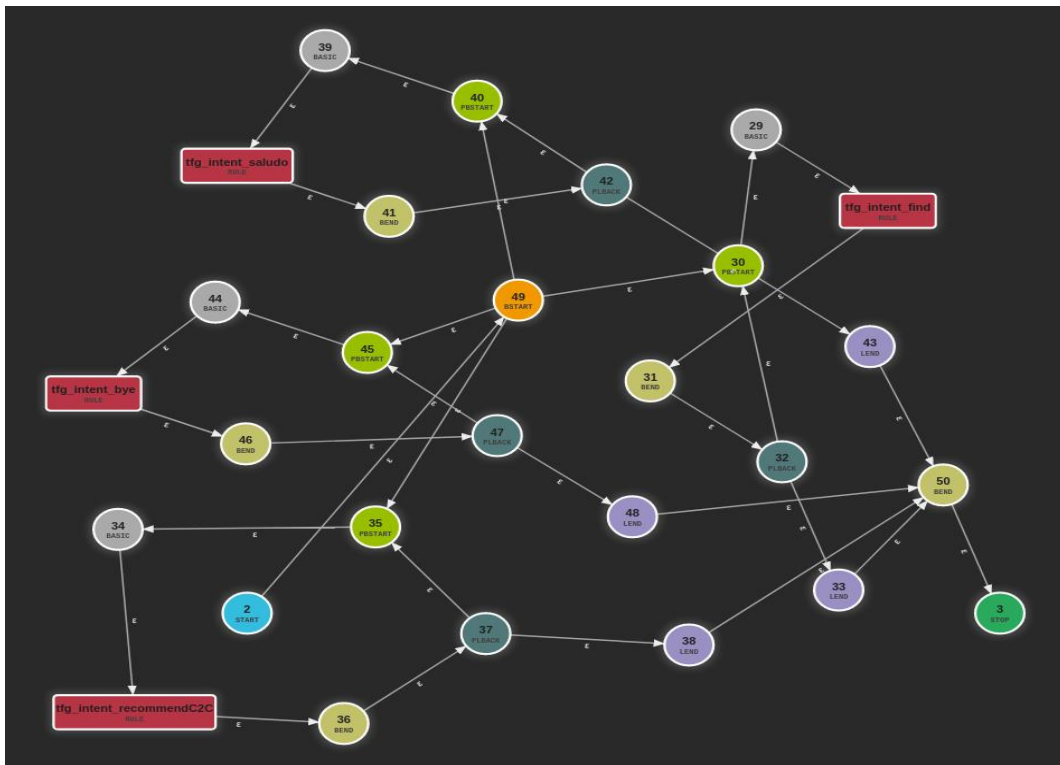 39
BASIC
ε
40
PBSTART
ε
29
BASIC
ε
tfg_intent_saludo
RULE
ε
42
PLBACK
ε
tfg_intent_find
RULE
ε
41
BEND
ε
ε
30
PBSTART
ε
ε
44
BASIC
49
BSTART
ε
ε
45
PBSTART
ε
43
LEND
ε
ε
31
BEND
tfg_intent_bye
RULE
ε
ε
ε
ε
47
PLBACK
ε
46
BEND
ε
ε
32
PLBACK
ε
50
BEND
ε
48
LEND
ε
ε
34
BASIC
ε
35
PBSTART
ε
ε
ε
ε
33
LEND
2
START
3
STOP
ε
37
PLBACK
ε
38
LEND
ε
tfg_intent_recommendC2C
RULE
ε
36
BEND